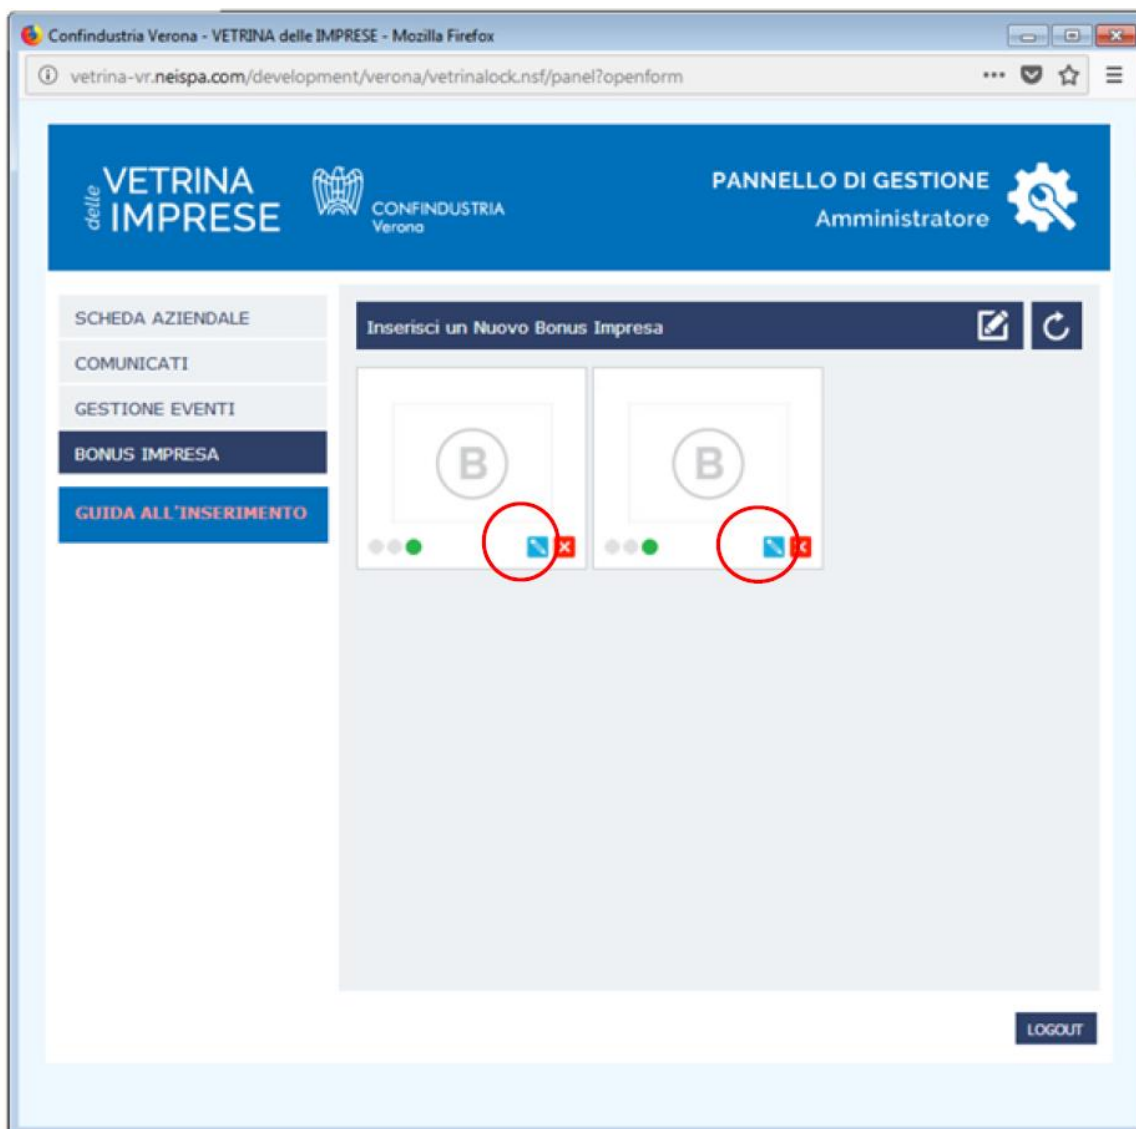 Confindustria Verona - VETRINA delle IMPRESE - Mozilla Firefox
vetrina-vr.neispa.com/development/verona/vetrinalock.nsf/panel?openform
delle VETRINA IMPRESE
CONFINDUSTRIA
Verona
PANNELLO DI GESTIONE
Amministratore
SCHEDA AZIENDALE
COMUNICATI
GESTIONE EVENTI
BONUS IMPRESA
GUIDA ALL'INSERIMENTO
Inserisci un Nuovo Bonus Impresa
B
B
LOGOUT